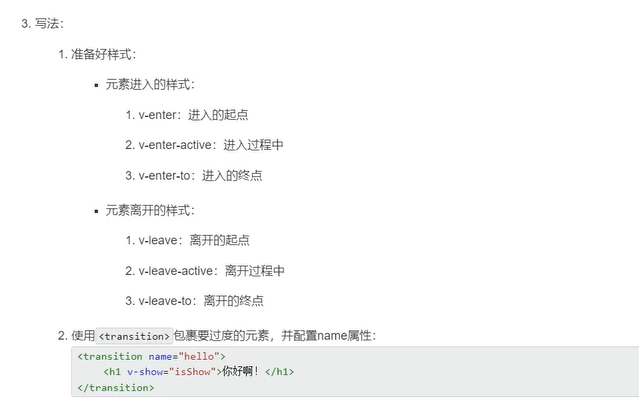 3. 写法：
1. 准备好样式：
▪ 元素进入的样式：
1. v-enter：进入的起点
2. v-enter-active：进入过程中
3. v-enter-to：进入的终点
▪ 元素离开的样式：
1. v-leave：离开的起点
2. v-leave-active：离开过程中
3. v-leave-to：离开的终点
2. 使用<transition>包裹要过度的元素，并配置name属性：
<transition name="hello">
    <h1 v-show="isShow">你好啊！</h1>
</transition>